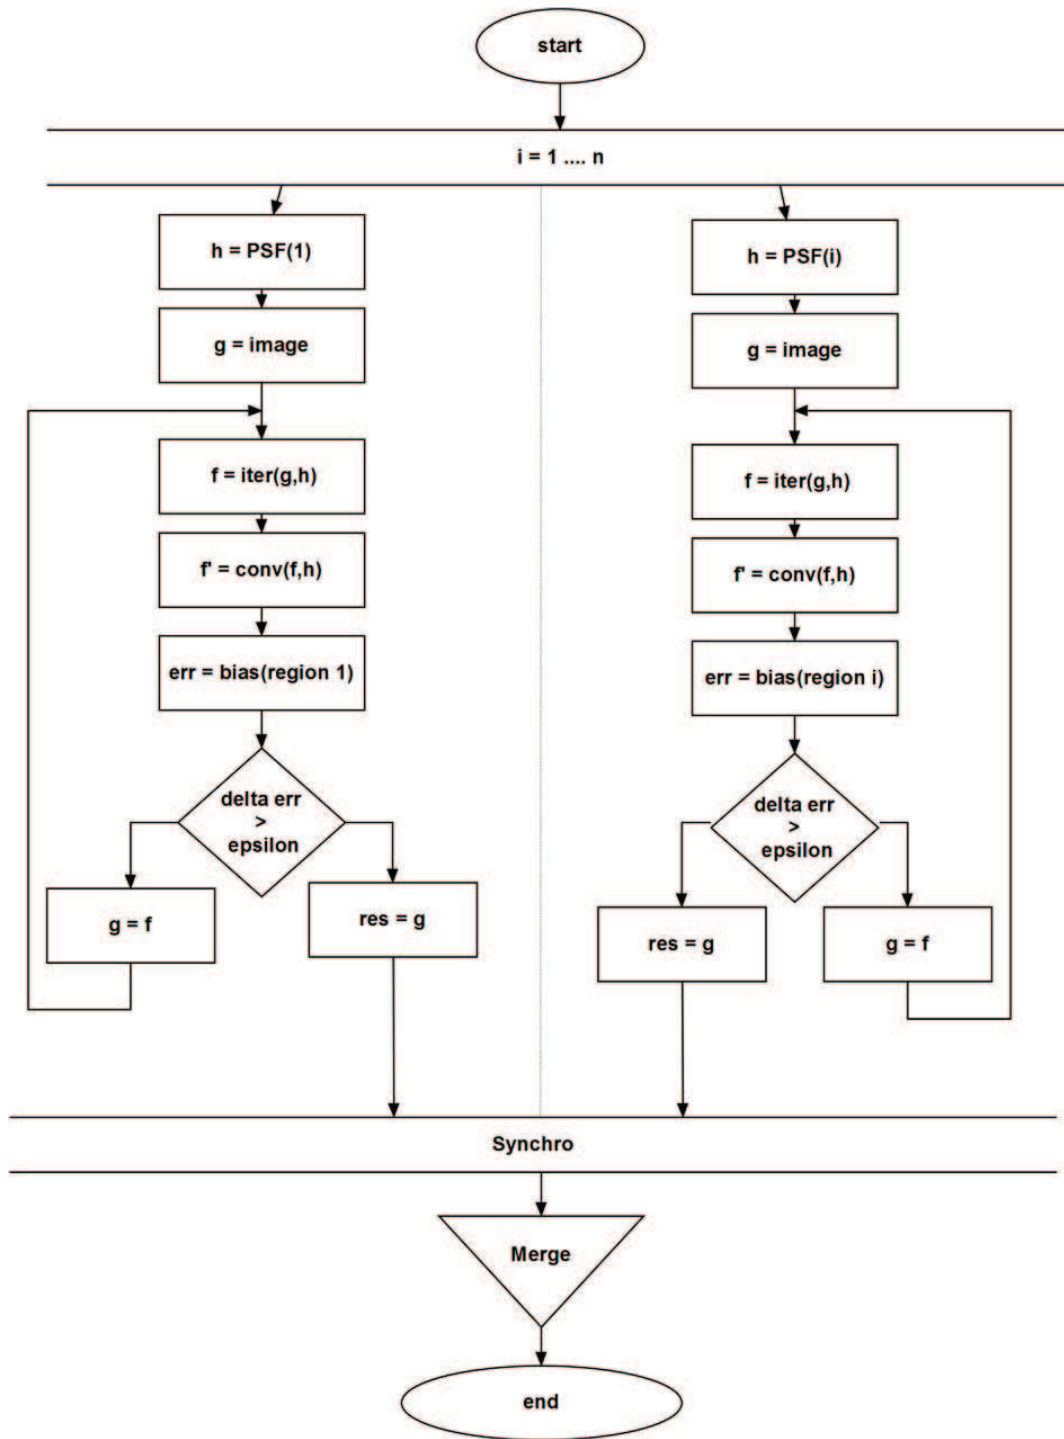 start
i = 1 .... n
h = PSF(1)
g = image
f = iter(g,h)
f' = conv(f,h)
err = bias(region 1)
delta err
>
epsilon
g = f
res = g
h = PSF(i)
g = image
f = iter(g,h)
f' = conv(f,h)
err = bias(region i)
delta err
>
epsilon
res = g
g = f
Synchro
Merge
end